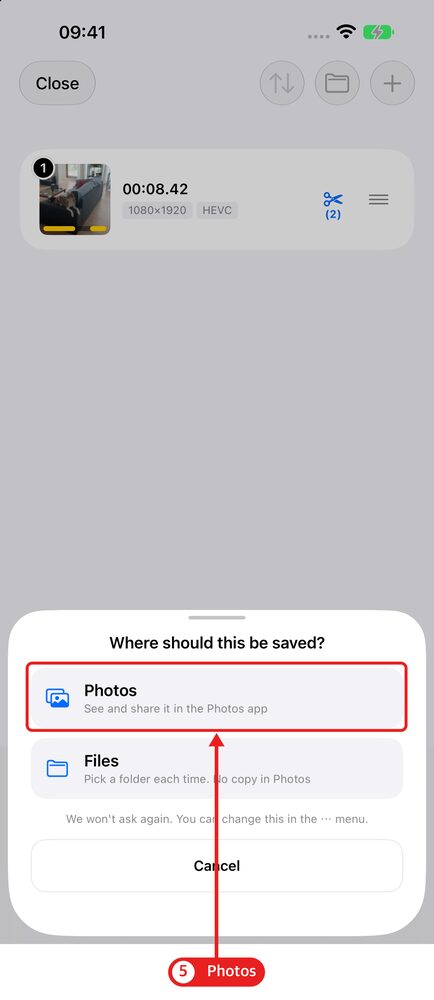 09:41
Close
1
00:08.42
1080×1920 HEVC
(2)
Where should this be saved?
Photos
See and share it in the Photos app
Files
Pick a folder each time. No copy in Photos
We won't ask again. You can change this in the ··· menu.
Cancel
5 Photos